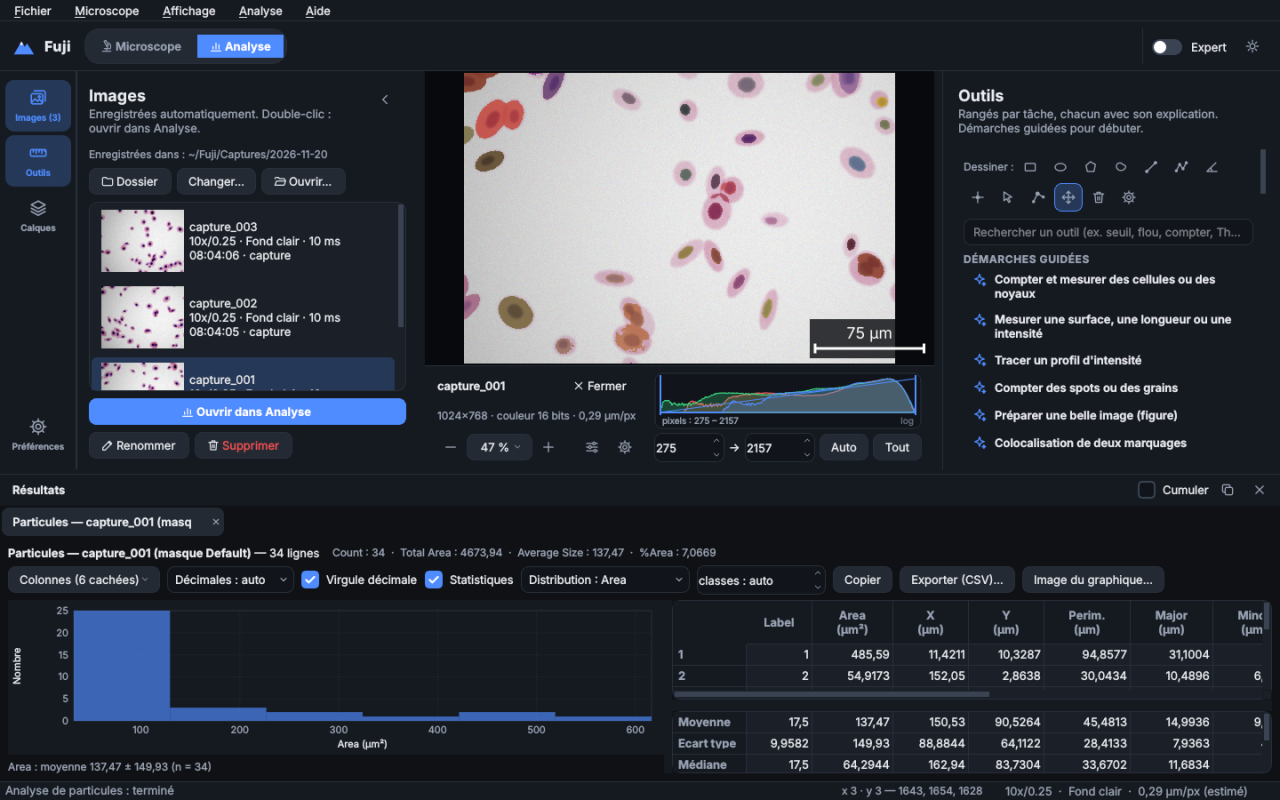 Fichier Microscope Affichage Analyse Aide
Fuji Microscope Analyse Expert
Images (3)
Outils
Calques
Préférences
Images
Enregistrées automatiquement. Double-clic :
ouvrir dans Analyse.
Enregistrées dans : ~/Fuji/Captures/2026-11-20
Dossier Changer... Ouvrir...
capture_003
10x/0.25 · Fond clair · 10 ms
08:04:06 · capture
capture_002
10x/0.25 · Fond clair · 10 ms
08:04:05 · capture
capture_001
Ouvrir dans Analyse
Renommer Supprimer
75 µm
capture_001 Fermer
1024×768 · couleur 16 bits · 0,29 µm/px
pixels : 275 – 2157 log
47 % 275 2157 Auto Tout
Outils
Rangés par tâche, chacun avec son explication.
Démarches guidées pour débuter.
Dessiner :
Rechercher un outil (ex. seuil, flou, compter, Th...
DÉMARCHES GUIDÉES
Compter et mesurer des cellules ou des
noyaux
Mesurer une surface, une longueur ou une
intensité
Tracer un profil d'intensité
Compter des spots ou des grains
Préparer une belle image (figure)
Colocalisation de deux marquages
Résultats Cumuler
Particules — capture_001 (masq
Particules — capture_001 (masque Default) — 34 lignes Count : 34 · Total Area : 4673,94 · Average Size : 137,47 · %Area : 7,0669
Colonnes (6 cachées) Décimales : auto Virgule décimale Statistiques Distribution : Area classes : auto Copier Exporter (CSV)... Image du graphique...
Nombre
25
20
15
10
5
0
100 200 300 400 500 600
Area (µm²)
Area : moyenne 137,47 ± 149,93 (n = 34)
Label Area (µm²) X (µm) Y (µm) Perim. (µm) Major (µm)
1 1 485,59 11,4211 10,3287 94,8577 31,1004
2 2 54,9173 152,05 2,8638 30,0434 10,4896 6,
Moyenne 17,5 137,47 150,53 90,5264 45,4813 14,9936 9,
Ecart type 9,9582 149,93 88,8844 64,1122 28,4133 7,9363
Médiane 17,5 64,2944 162,94 83,7304 33,6702 11,6834
Analyse de particules : terminé x 3 · y 3 — 1643, 1654, 1628 10x/0.25 · Fond clair · 0,29 µm/px (estimé)